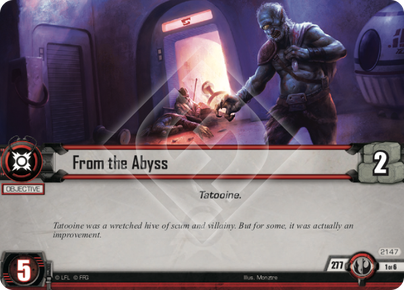 From the Abyss
2
OBJECTIVE
Tatooine.
Tatooine was a wretched hive of scum and villainy. But for some, it was actually an
improvement.
2147
277
1 of 6
5
© LFL © FFG
Illus. Monztre